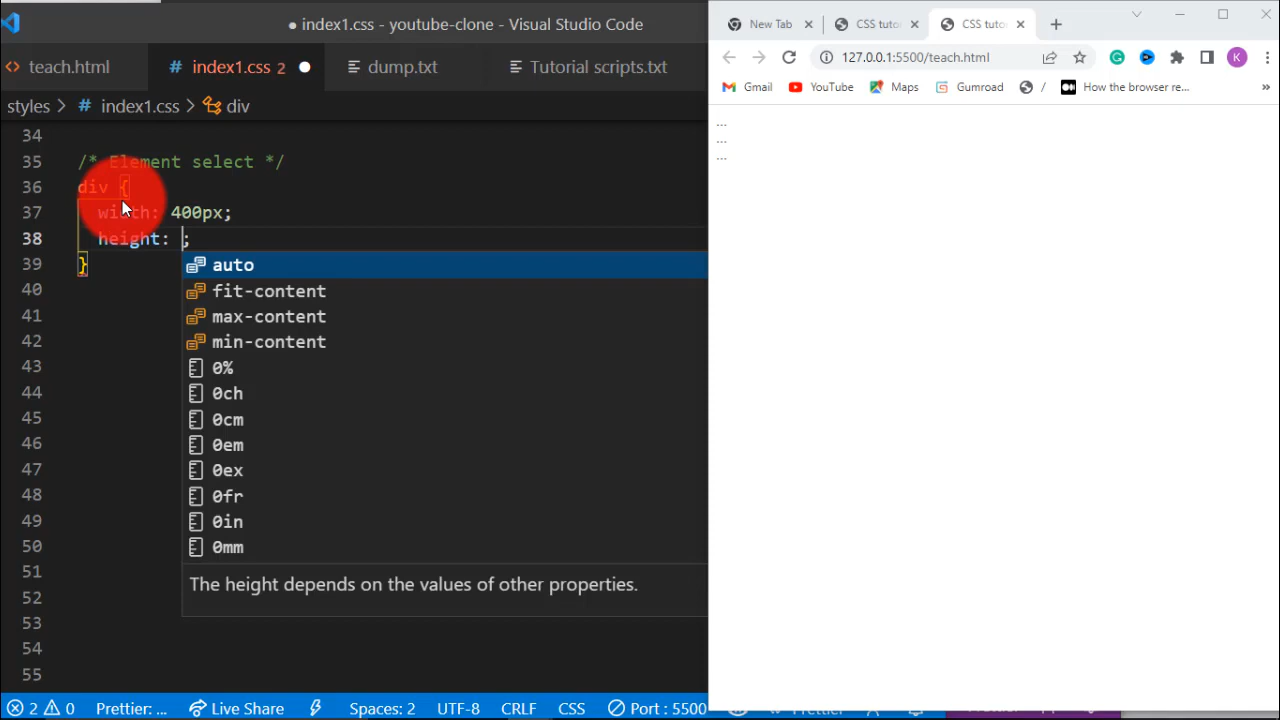 ● index1.css - youtube-clone - Visual Studio Code
teach.html
# index1.css 2 ●
dump.txt
Tutorial scripts.txt
styles > # index1.css > div
34
35 /* Element select */
36 div {
37 width: 400px;
38 height: ;
39 }
40
41
42
43
44
45
46
47
48
49
50
51
52
53
54
55
auto
fit-content
max-content
min-content
0%
0ch
0cm
0em
0ex
0fr
0in
0mm
The height depends on the values of other properties.
2 0 Prettier: ... Live Share Spaces: 2 UTF-8 CRLF CSS Port : 5500
New Tab
CSS tuto
CSS tuto
127.0.0.1:5500/teach.html
K
Gmail YouTube Maps Gumroad / How the browser re... »
...
...
...